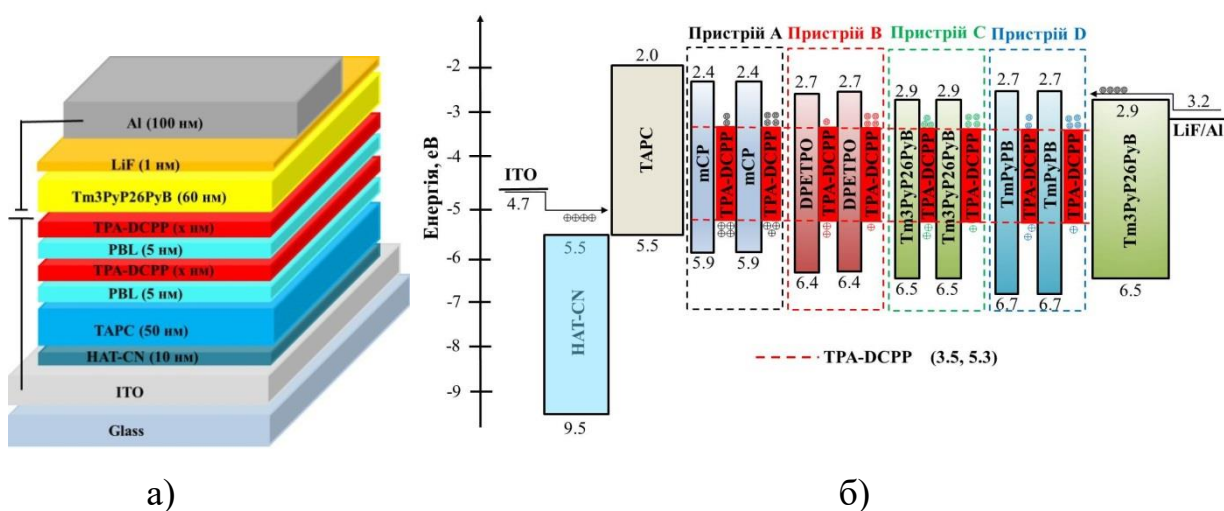 Al (100 нм)
LiF (1 нм)
Tm3PyP26PyB (60 нм)
TPA-DCPP (x нм)
PBL (5 нм)
TPA-DCPP (x нм)
PBL (5 нм)
TAPC (50 нм)
HAT-CN (10 нм)
ITO
Glass
а)
Енергія, еВ
-2
-3
-4
-5
-6
-7
-8
-9
ITO
4.7
5.5
HAT-CN
9.5
2.0
TAPC
5.5
Пристрій A
2.4
2.4
mCP
TPA-DCPP
mCP
TPA-DCPP
5.9
5.9
Пристрій B
2.7
2.7
DPETPO
TPA-DCPP
DPETPO
TPA-DCPP
6.4
6.4
Пристрій C
2.9
2.9
Tm3PyP26PyB
TPA-DCPP
Tm3PyP26PyB
TPA-DCPP
6.5
6.5
Пристрій D
2.7
2.7
TmPyPB
TPA-DCPP
TmPyPB
TPA-DCPP
6.7
6.7
2.9
Tm3PyP26PyB
6.5
3.2
LiF/Al
TPA-DCPP (3.5, 5.3)
б)